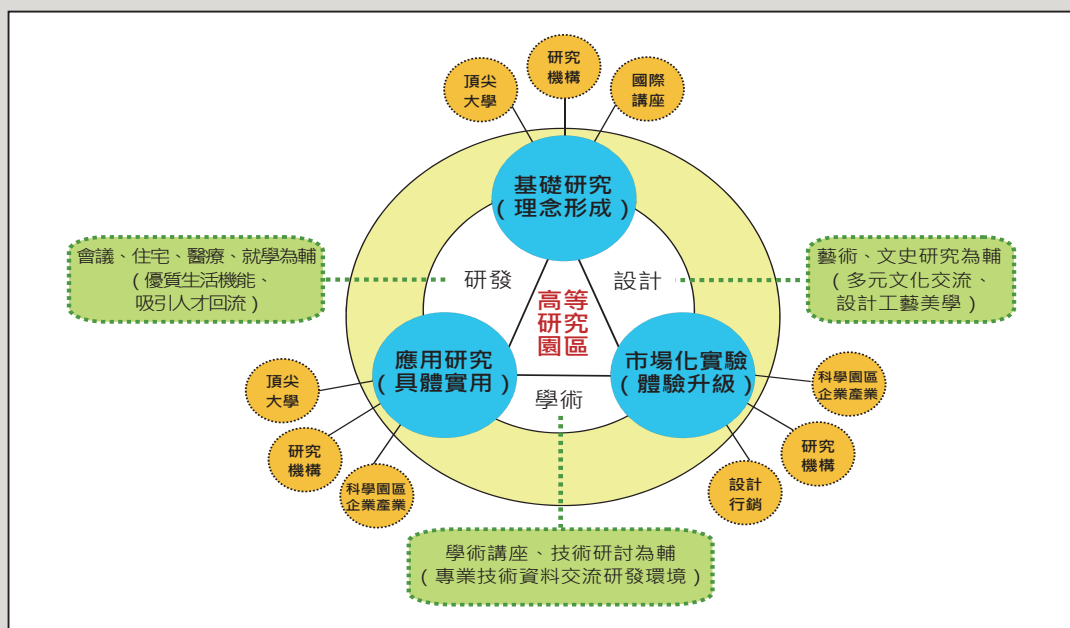 研究
機構
頂尖
大學
國際
講座
基礎研究
（理念形成）
會議、住宅、醫療、就學為輔
（優質生活機能、
吸引人才回流）
研發
設計
藝術、文史研究為輔
（多元文化交流、
設計工藝美學）
高等
研究
園區
應用研究
（具體實用）
市場化實驗
（體驗升級）
學術
頂尖
大學
研究
機構
科學園區
企業產業
科學園區
企業產業
研究
機構
設計
行銷
學術講座、技術研討為輔
（專業技術資料交流研發環境）